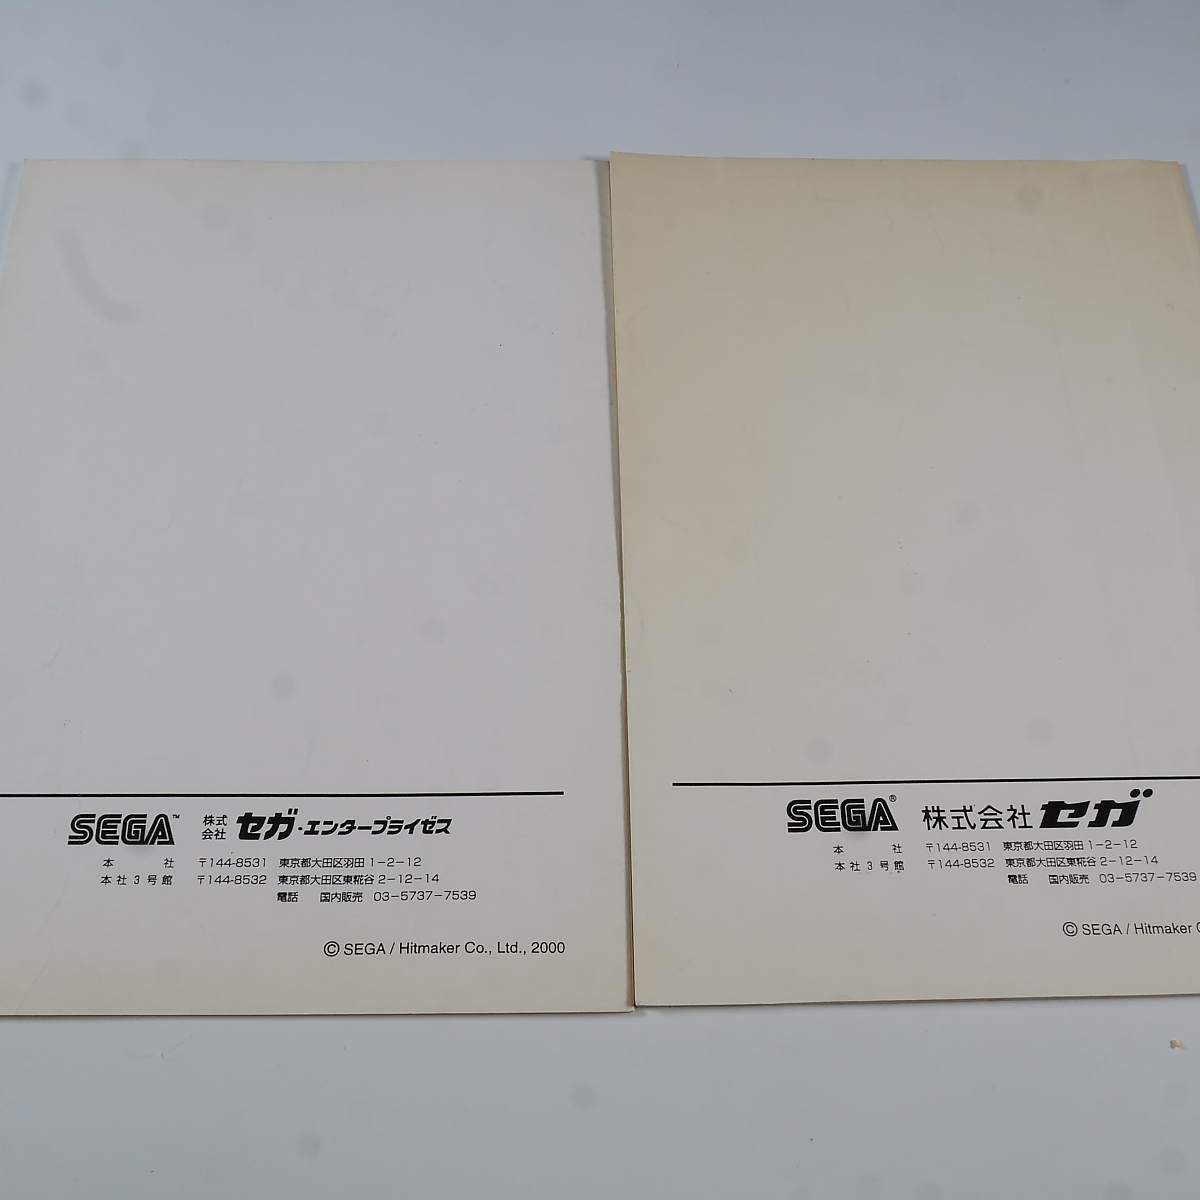 SEGA™ 株式会社 セガ・エンタープライゼス
本社 〒144-8531 東京都大田区羽田1-2-12
本社3号館 〒144-8532 東京都大田区東糀谷2-12-14
電話 国内販売 03-5737-7539
© SEGA / Hitmaker Co., Ltd., 2000
SEGA® 株式会社 セガ
本社 〒144-8531 東京都大田区羽田1-2-12
本社3号館 〒144-8532 東京都大田区東糀谷2-12-14
電話 国内販売 03-5737-7539
© SEGA / Hitmaker